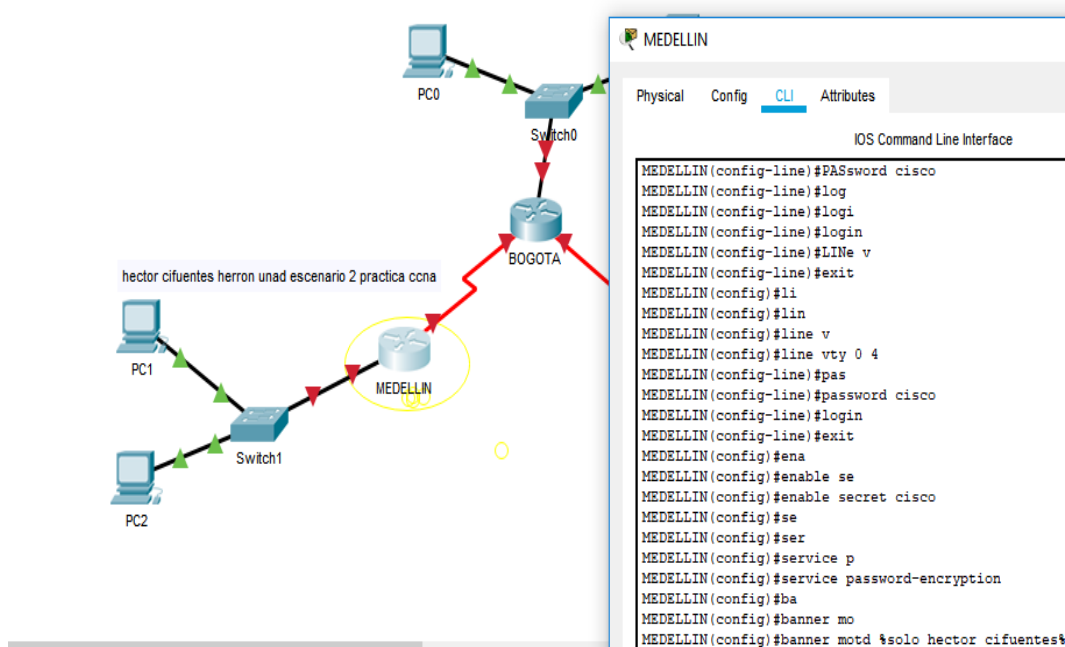 PC0
Switch0
BOGOTA
hector cifuentes herron unad escenario 2 practica ccna
PC1
MEDELLIN
Switch1
PC2
MEDELLIN
Physical Config CLI Attributes
IOS Command Line Interface
MEDELLIN(config-line)#PASsword cisco
MEDELLIN(config-line)#log
MEDELLIN(config-line)#logi
MEDELLIN(config-line)#login
MEDELLIN(config-line)#LINe v
MEDELLIN(config-line)#exit
MEDELLIN(config)#li
MEDELLIN(config)#lin
MEDELLIN(config)#line v
MEDELLIN(config)#line vty 0 4
MEDELLIN(config-line)#pas
MEDELLIN(config-line)#password cisco
MEDELLIN(config-line)#login
MEDELLIN(config-line)#exit
MEDELLIN(config)#ena
MEDELLIN(config)#enable se
MEDELLIN(config)#enable secret cisco
MEDELLIN(config)#se
MEDELLIN(config)#ser
MEDELLIN(config)#service p
MEDELLIN(config)#service password-encryption
MEDELLIN(config)#ba
MEDELLIN(config)#banner mo
MEDELLIN(config)#banner motd %solo hector cifuentes%